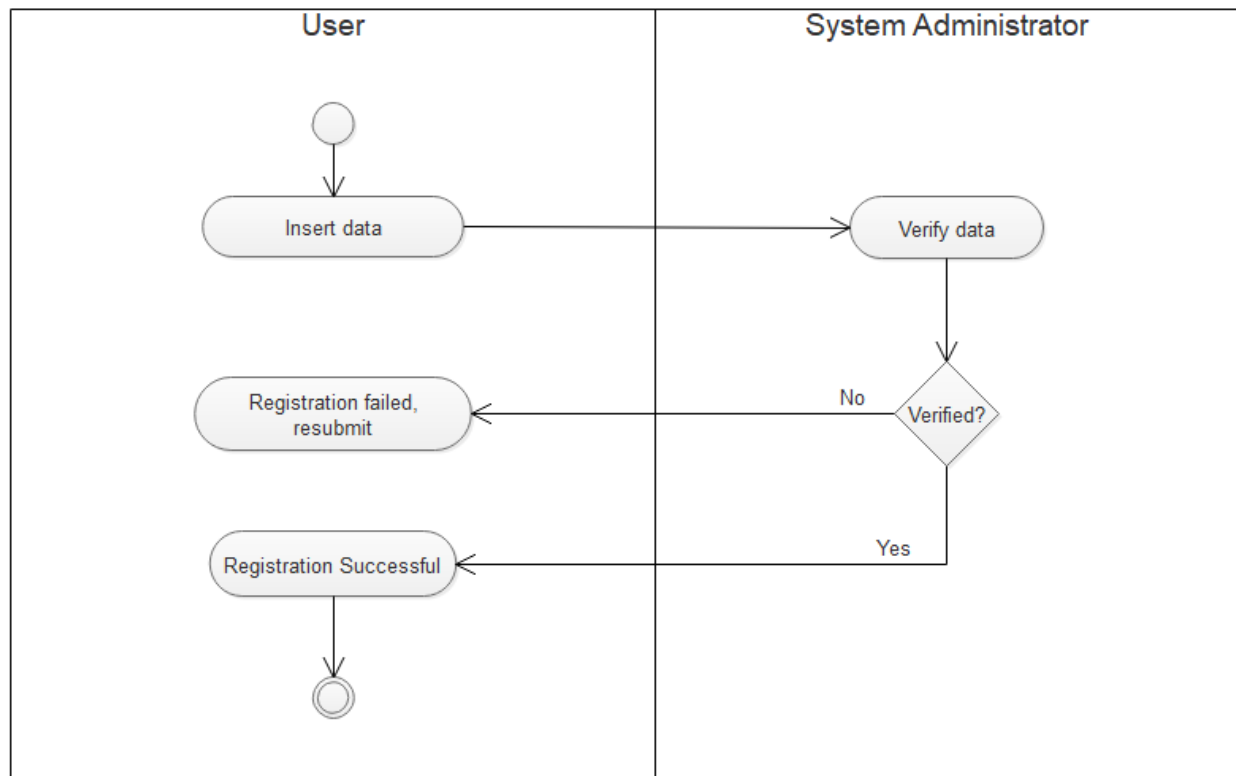 User
System Administrator
Insert data
Verify data
Registration failed,
resubmit
No
Verified?
Yes
Registration Successful